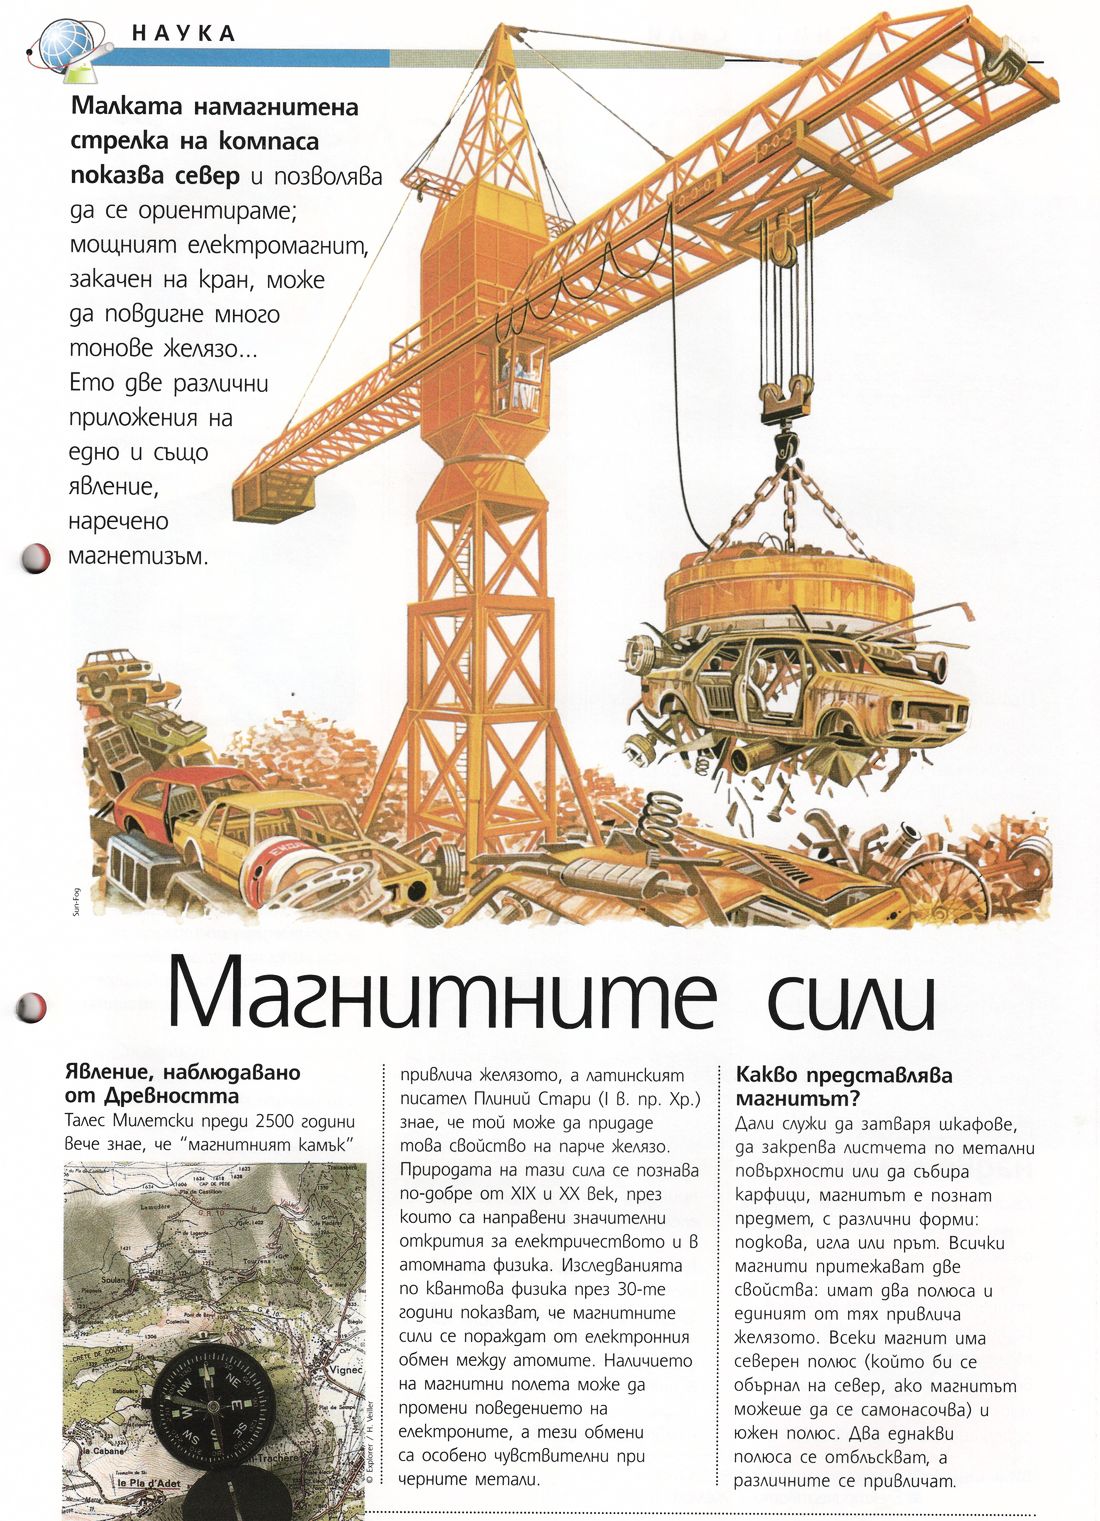 НАУКА
Малката намагнитена
стрелка на компаса
показва север и позволява
да се ориентираме;
мощният електромагнит,
закачен на кран, може
да повдигне много
тонове желязо...
Ето две различни
приложения на
едно и също
явление,
наречено
магнетизъм.
Sun-Fog
Магнитните сили
Явление, наблюдавано
от Древността
Талес Милетски преди 2500 години
вече знае, че “магнитният камък”
привлича желязото, а латинският
писател Плиний Стари (I в. пр. Хр.)
знае, че той може да придаде
това свойство на парче желязо.
Природата на тази сила се познава
по-добре от XIX и XX век, през
които са направени значителни
открития за електричеството и в
атомната физика. Изследванията
по квантова физика през 30-те
години показват, че магнитните
сили се пораждат от електронния
обмен между атомите. Наличието
на магнитни полета може да
промени поведението на
електроните, а тези обмени
са особено чувствителни при
черните метали.
Какво представлява
магнитът?
Дали служи да затваря шкафове,
да закрепва листчета по метални
повърхности или да събира
карфици, магнитът е познат
предмет, с различни форми:
подкова, игла или прът. Всички
магнити притежават две
свойства: имат два полюса и
единият от тях привлича
желязото. Всеки магнит има
северен полюс (който би се
обърнал на север, ако магнитът
можеше да се самонасочва) и
южен полюс. Два еднакви
полюса се отблъскват, а
различните се привличат.
Soulan
Vignec
la Cabane
le Pla d'Adet
NW
NE
E
SE
SW
W
© Explorer / H. Veiller